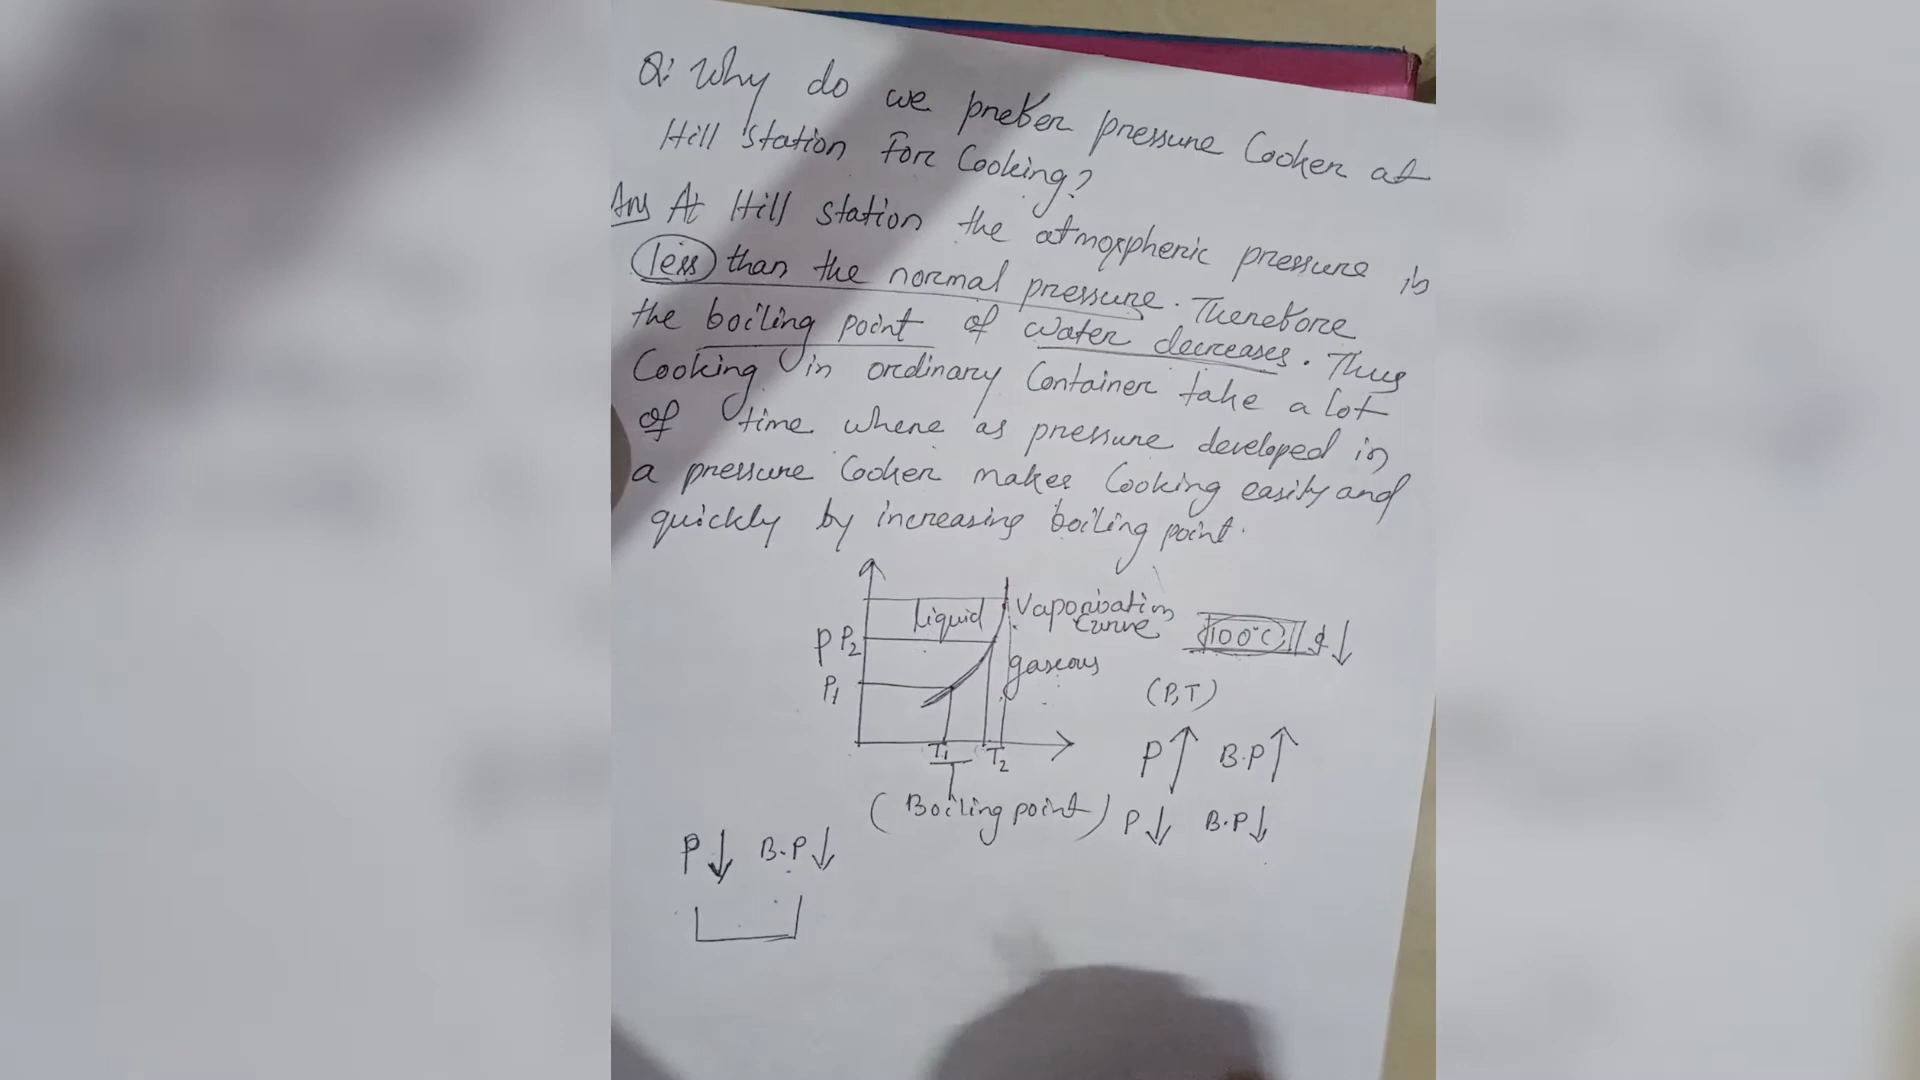 Q: Why do we prefer pressure Cooker at
Hill station For Cooking?
Ans At Hill station the atmospheric pressure is
less than the normal pressure. Therefore
the boiling point of water decreases. Thus
Cooking in ordinary Container take a lot
of time where as pressure developed in
a pressure Cooker makes Cooking easily and
quickly by increasing boiling point.
liquid Vaporisation
Curve
100°C ↓
P P2
gaseous
P1
(P,T)
T1 T2
T
P↑ B.P↑
(Boiling point)
P↓ B.P↓
P↓ B.P↓